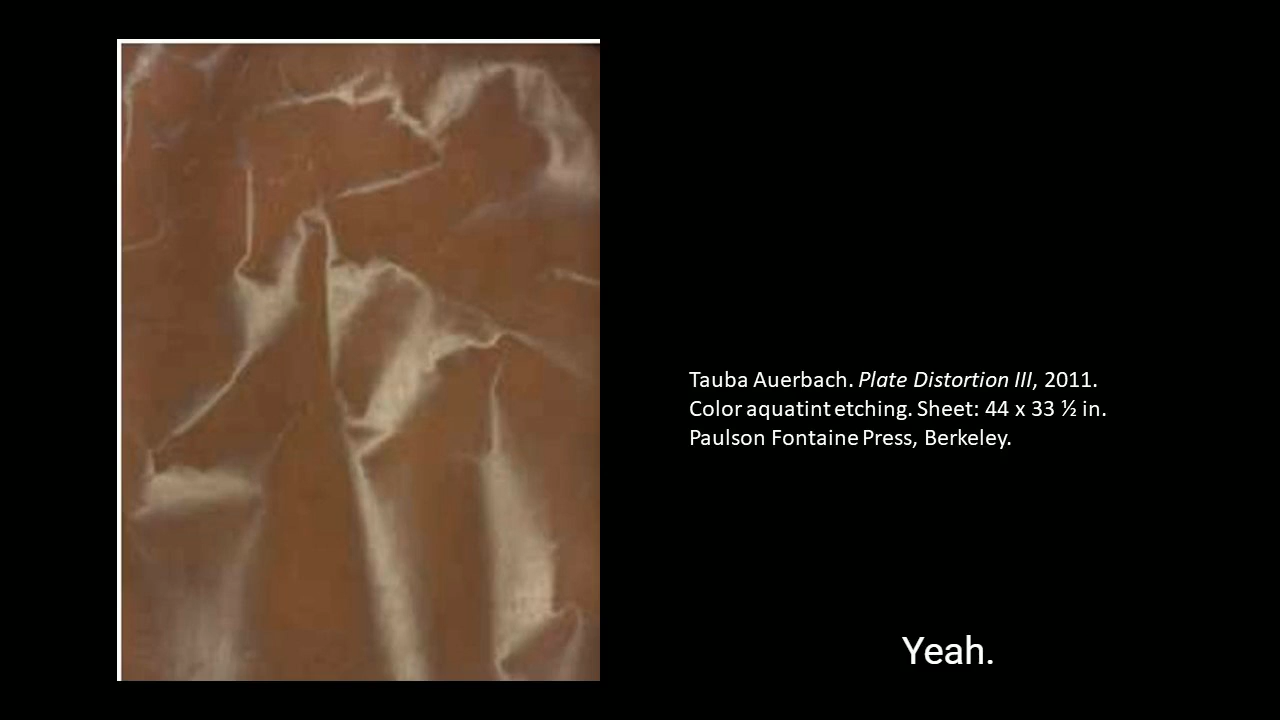 Tauba Auerbach. Plate Distortion III, 2011.
Color aquatint etching. Sheet: 44 x 33 ½ in.
Paulson Fontaine Press, Berkeley.
Yeah.